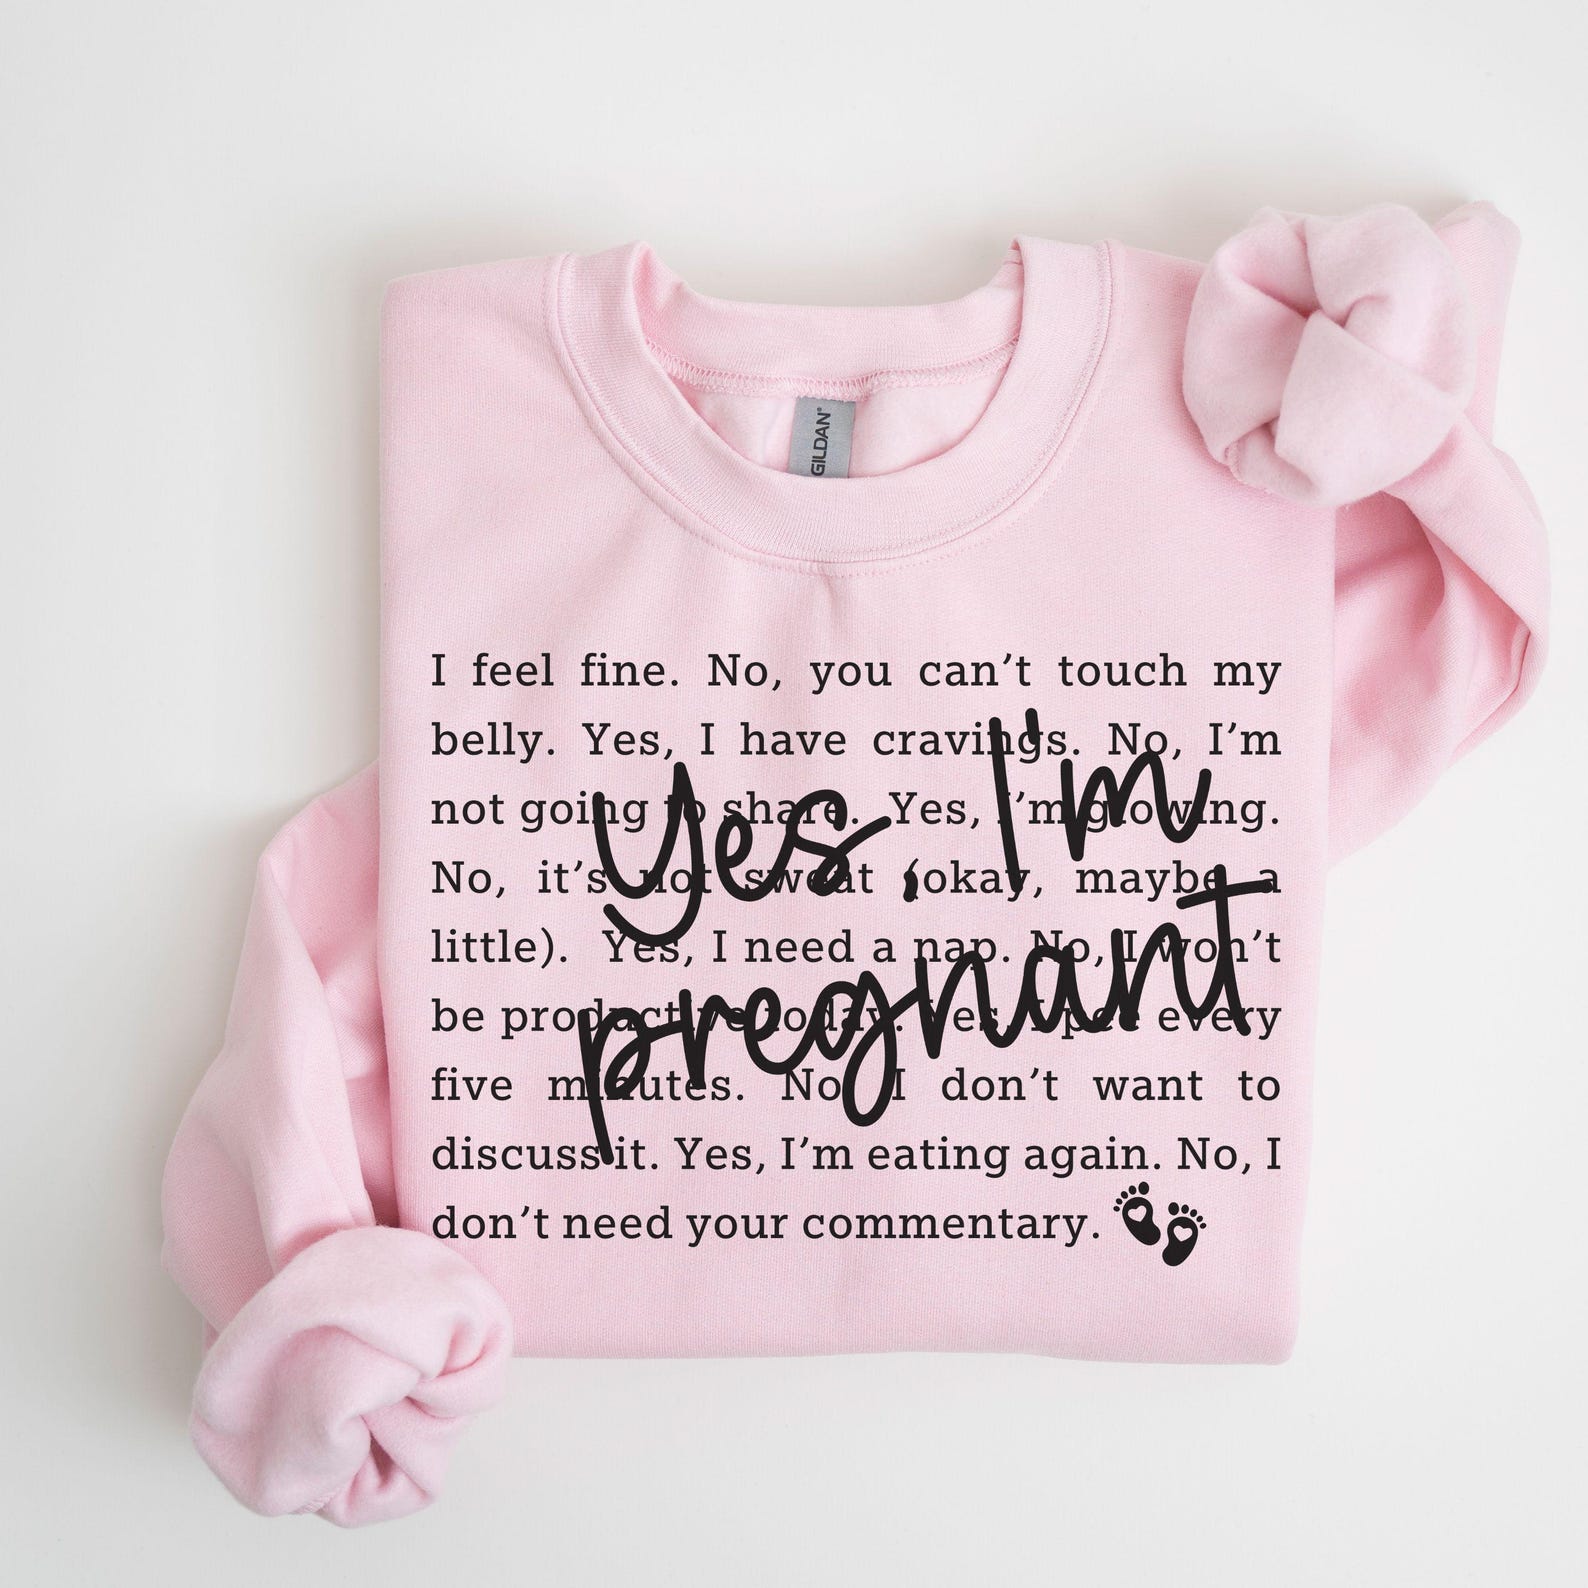 GILDAN
I feel fine. No, you can’t touch my
belly. Yes, I have cravings. No, I’m
not going to share. Yes, I’m glowing.
No, it’s not sweat (okay, maybe a
little). Yes, I need a nap. No, I won’t
be productive today. Yes, I pee every
five minutes. No, I don’t want to
discuss it. Yes, I’m eating again. No, I
don’t need your commentary.
Yes, I'm
pregnant